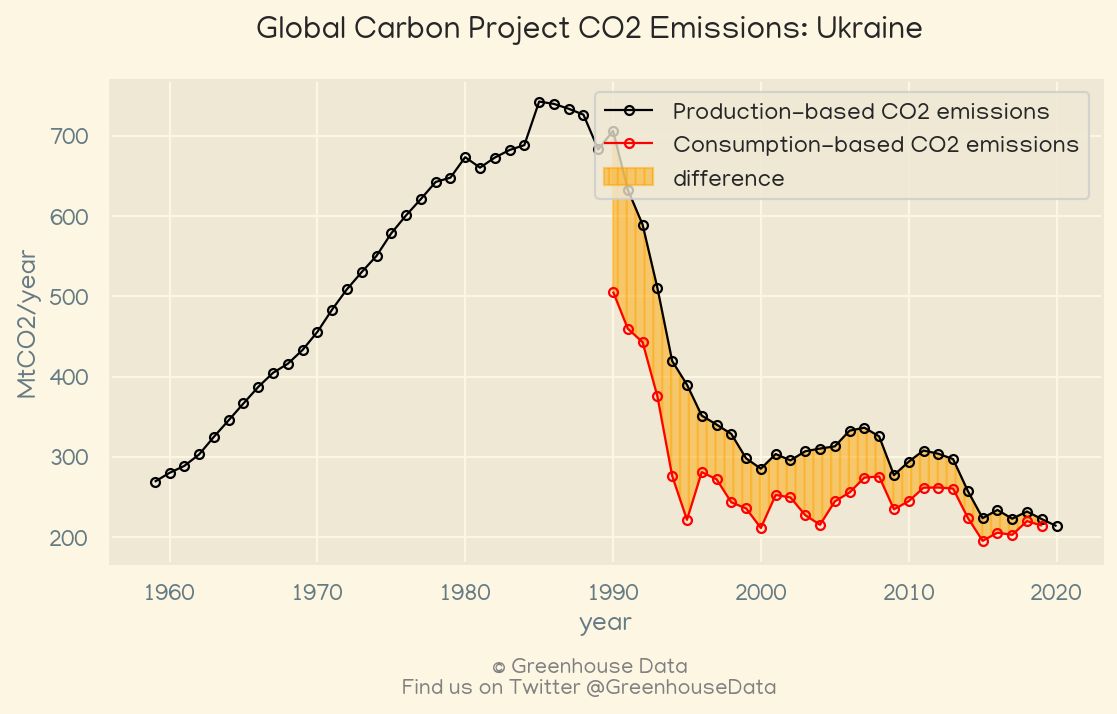 Global Carbon Project CO2 Emissions: Ukraine
Production-based CO2 emissions
Consumption-based CO2 emissions
difference
MtCO2/year
700
600
500
400
300
200
1960 1970 1980 1990 2000 2010 2020
year
© Greenhouse Data
Find us on Twitter @GreenhouseData